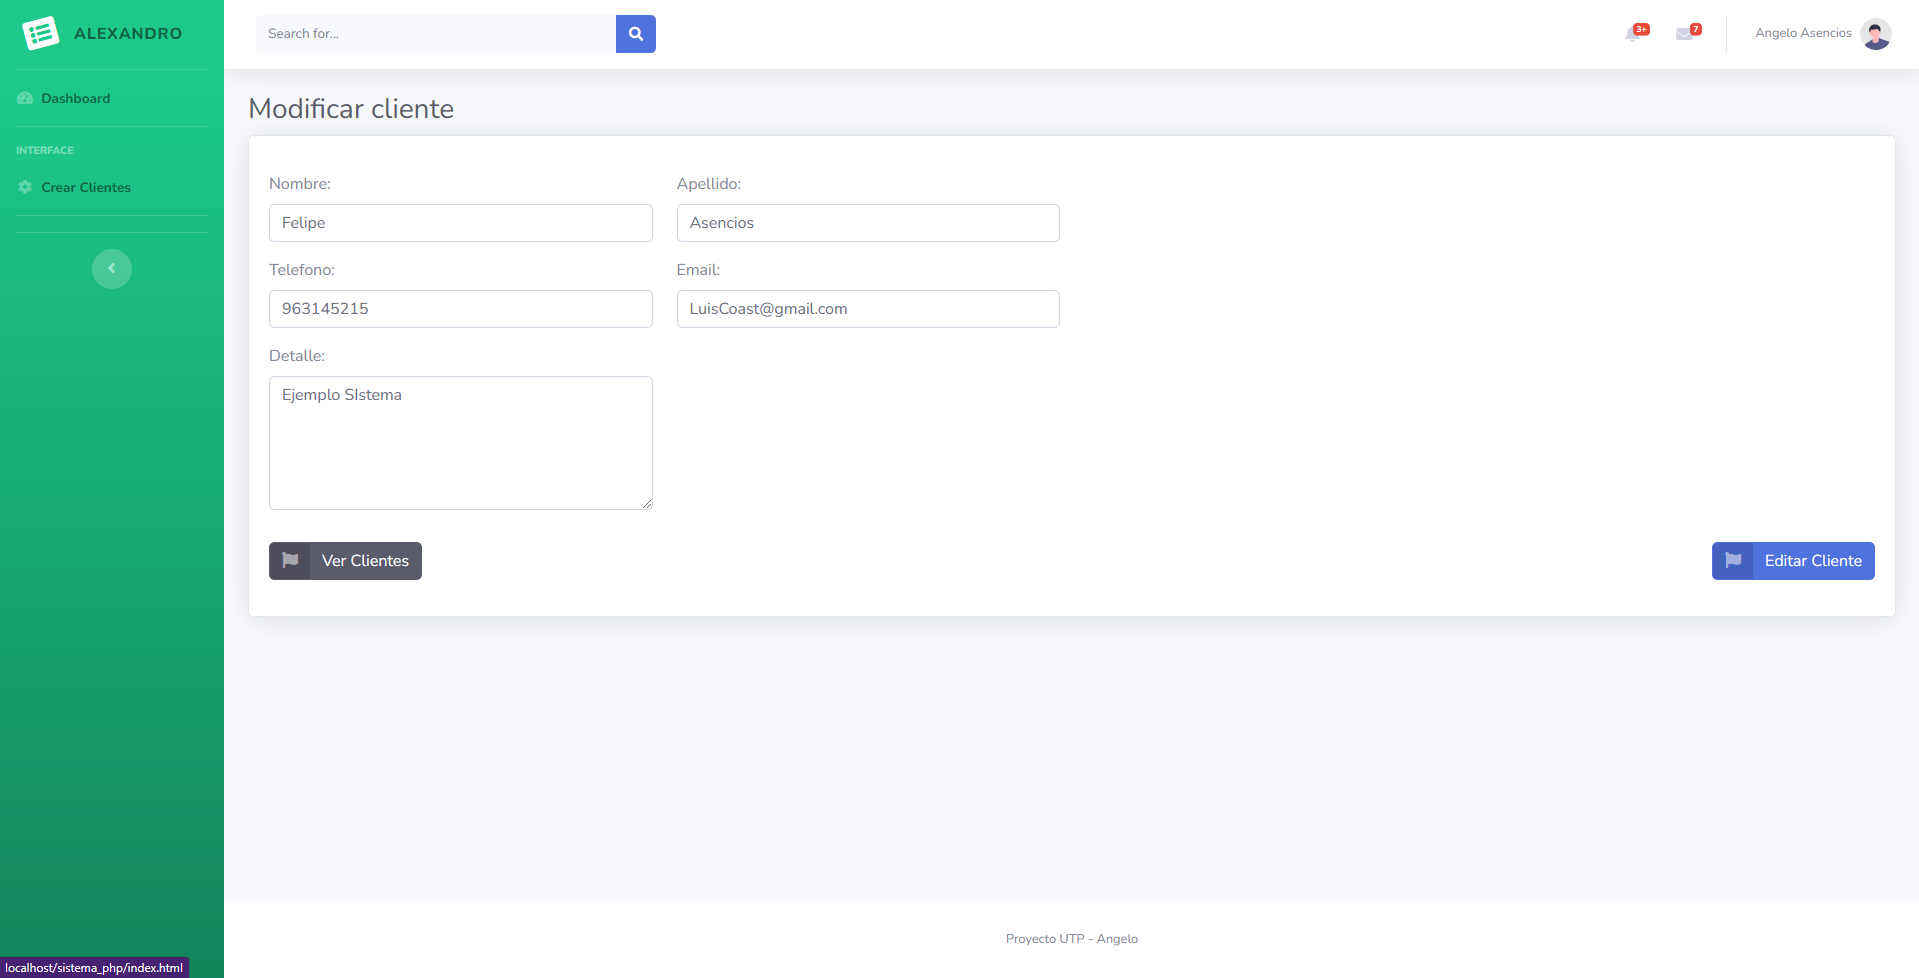 ALEXANDRO
Dashboard
INTERFACE
Crear Clientes
Search for...
3+
7
Angelo Asencios
Modificar cliente
Nombre:
Apellido:
Felipe
Asencios
Telefono:
Email:
963145215
LuisCoast@gmail.com
Detalle:
Ejemplo SIstema
Ver Clientes
Editar Cliente
Proyecto UTP - Angelo
localhost/sistema_php/index.html